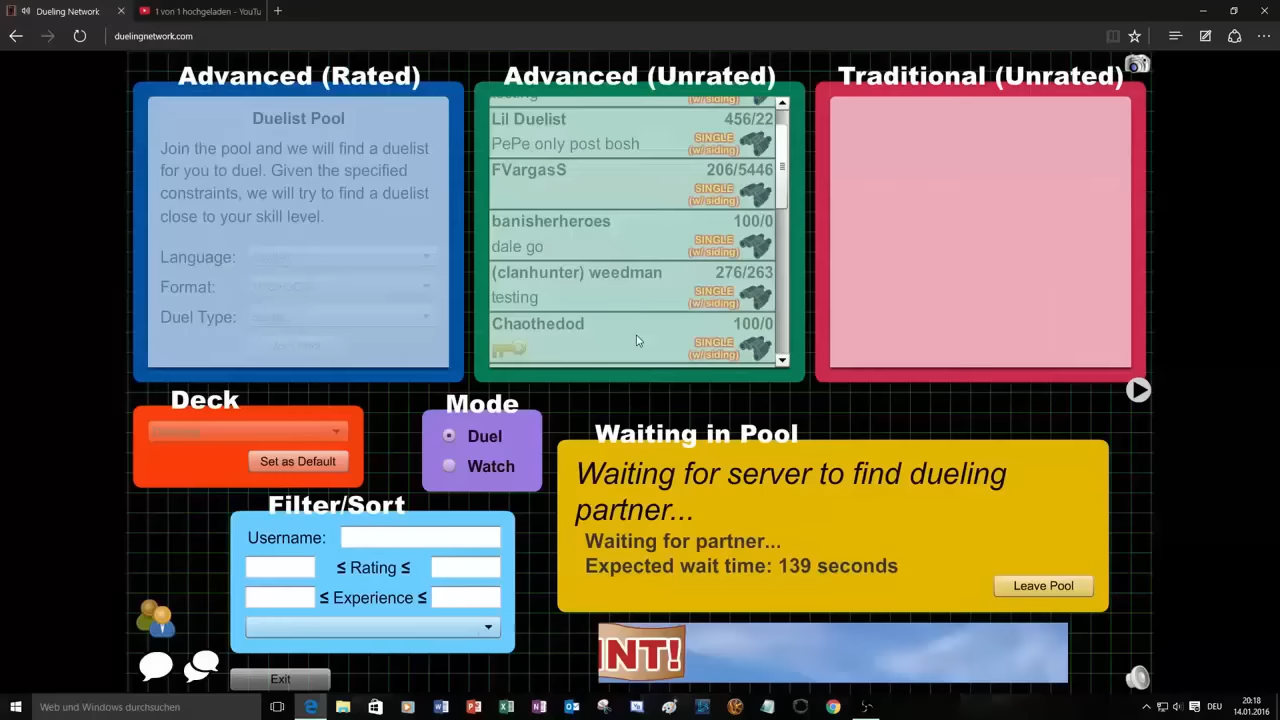 Dueling Network
1 von 1 hochgeladen - YouTu
duelingnetwork.com
Advanced (Rated)
Duelist Pool
Join the pool and we will find a duelist
for you to duel. Given the specified
constraints, we will try to find a duelist
close to your skill level.
Language:
Format:
Duel Type:
Advanced (Unrated)
testing
(w/ siding)
Lil Duelist 456/22
PePe only post bosh SINGLE
(w/ siding)
FVargasS 206/5446
SINGLE
(w/ siding)
banisherheroes 100/0
dale go SINGLE
(w/ siding)
(clanhunter) weedman 276/263
testing SINGLE
(w/ siding)
Chaothedod 100/0
SINGLE
(w/ siding)
Traditional (Unrated)
Deck
Set as Default
Mode
Duel
Watch
Waiting in Pool
Waiting for server to find dueling
partner...
Waiting for partner...
Expected wait time: 139 seconds
Leave Pool
Filter/Sort
Username:
≤ Rating ≤
≤ Experience ≤
NT!
Exit
Web und Windows durchsuchen
DEU
20:18
14.01.2016